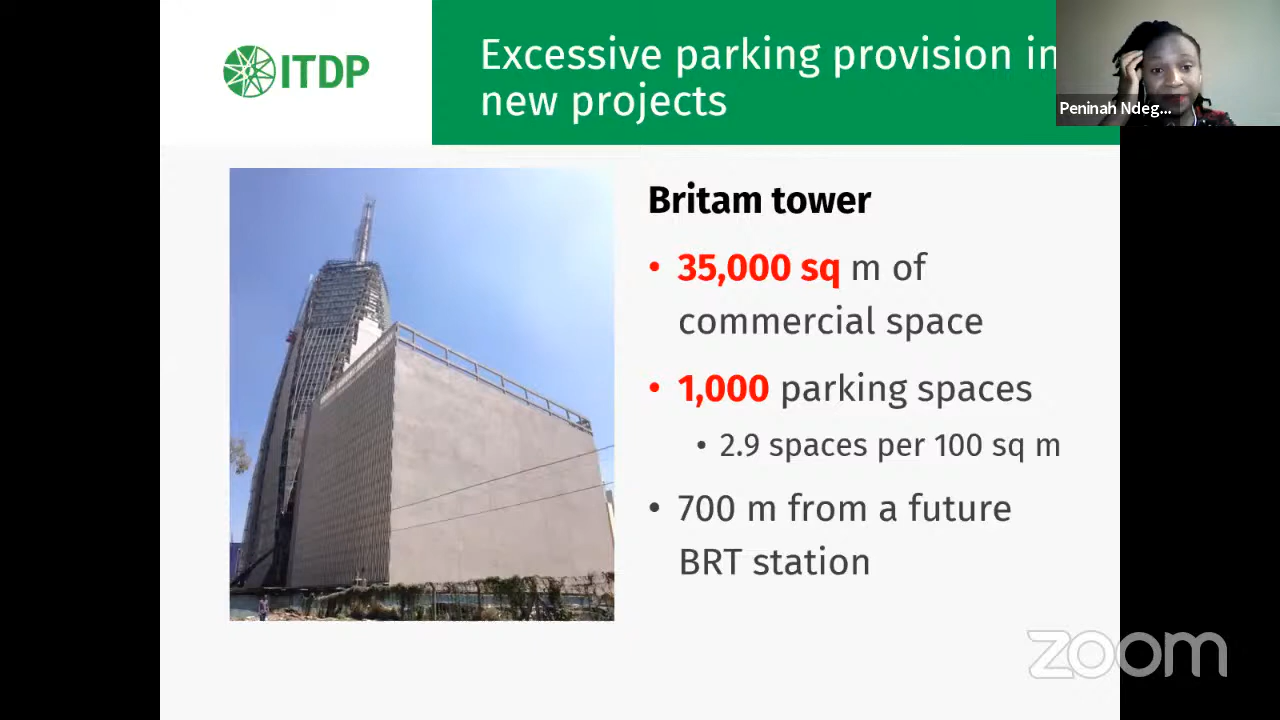 ITDP
Excessive parking provision in
new projects
Peninah Ndeg...
Britam tower
• 35,000 sq m of
commercial space
• 1,000 parking spaces
• 2.9 spaces per 100 sq m
• 700 m from a future
BRT station
zoom